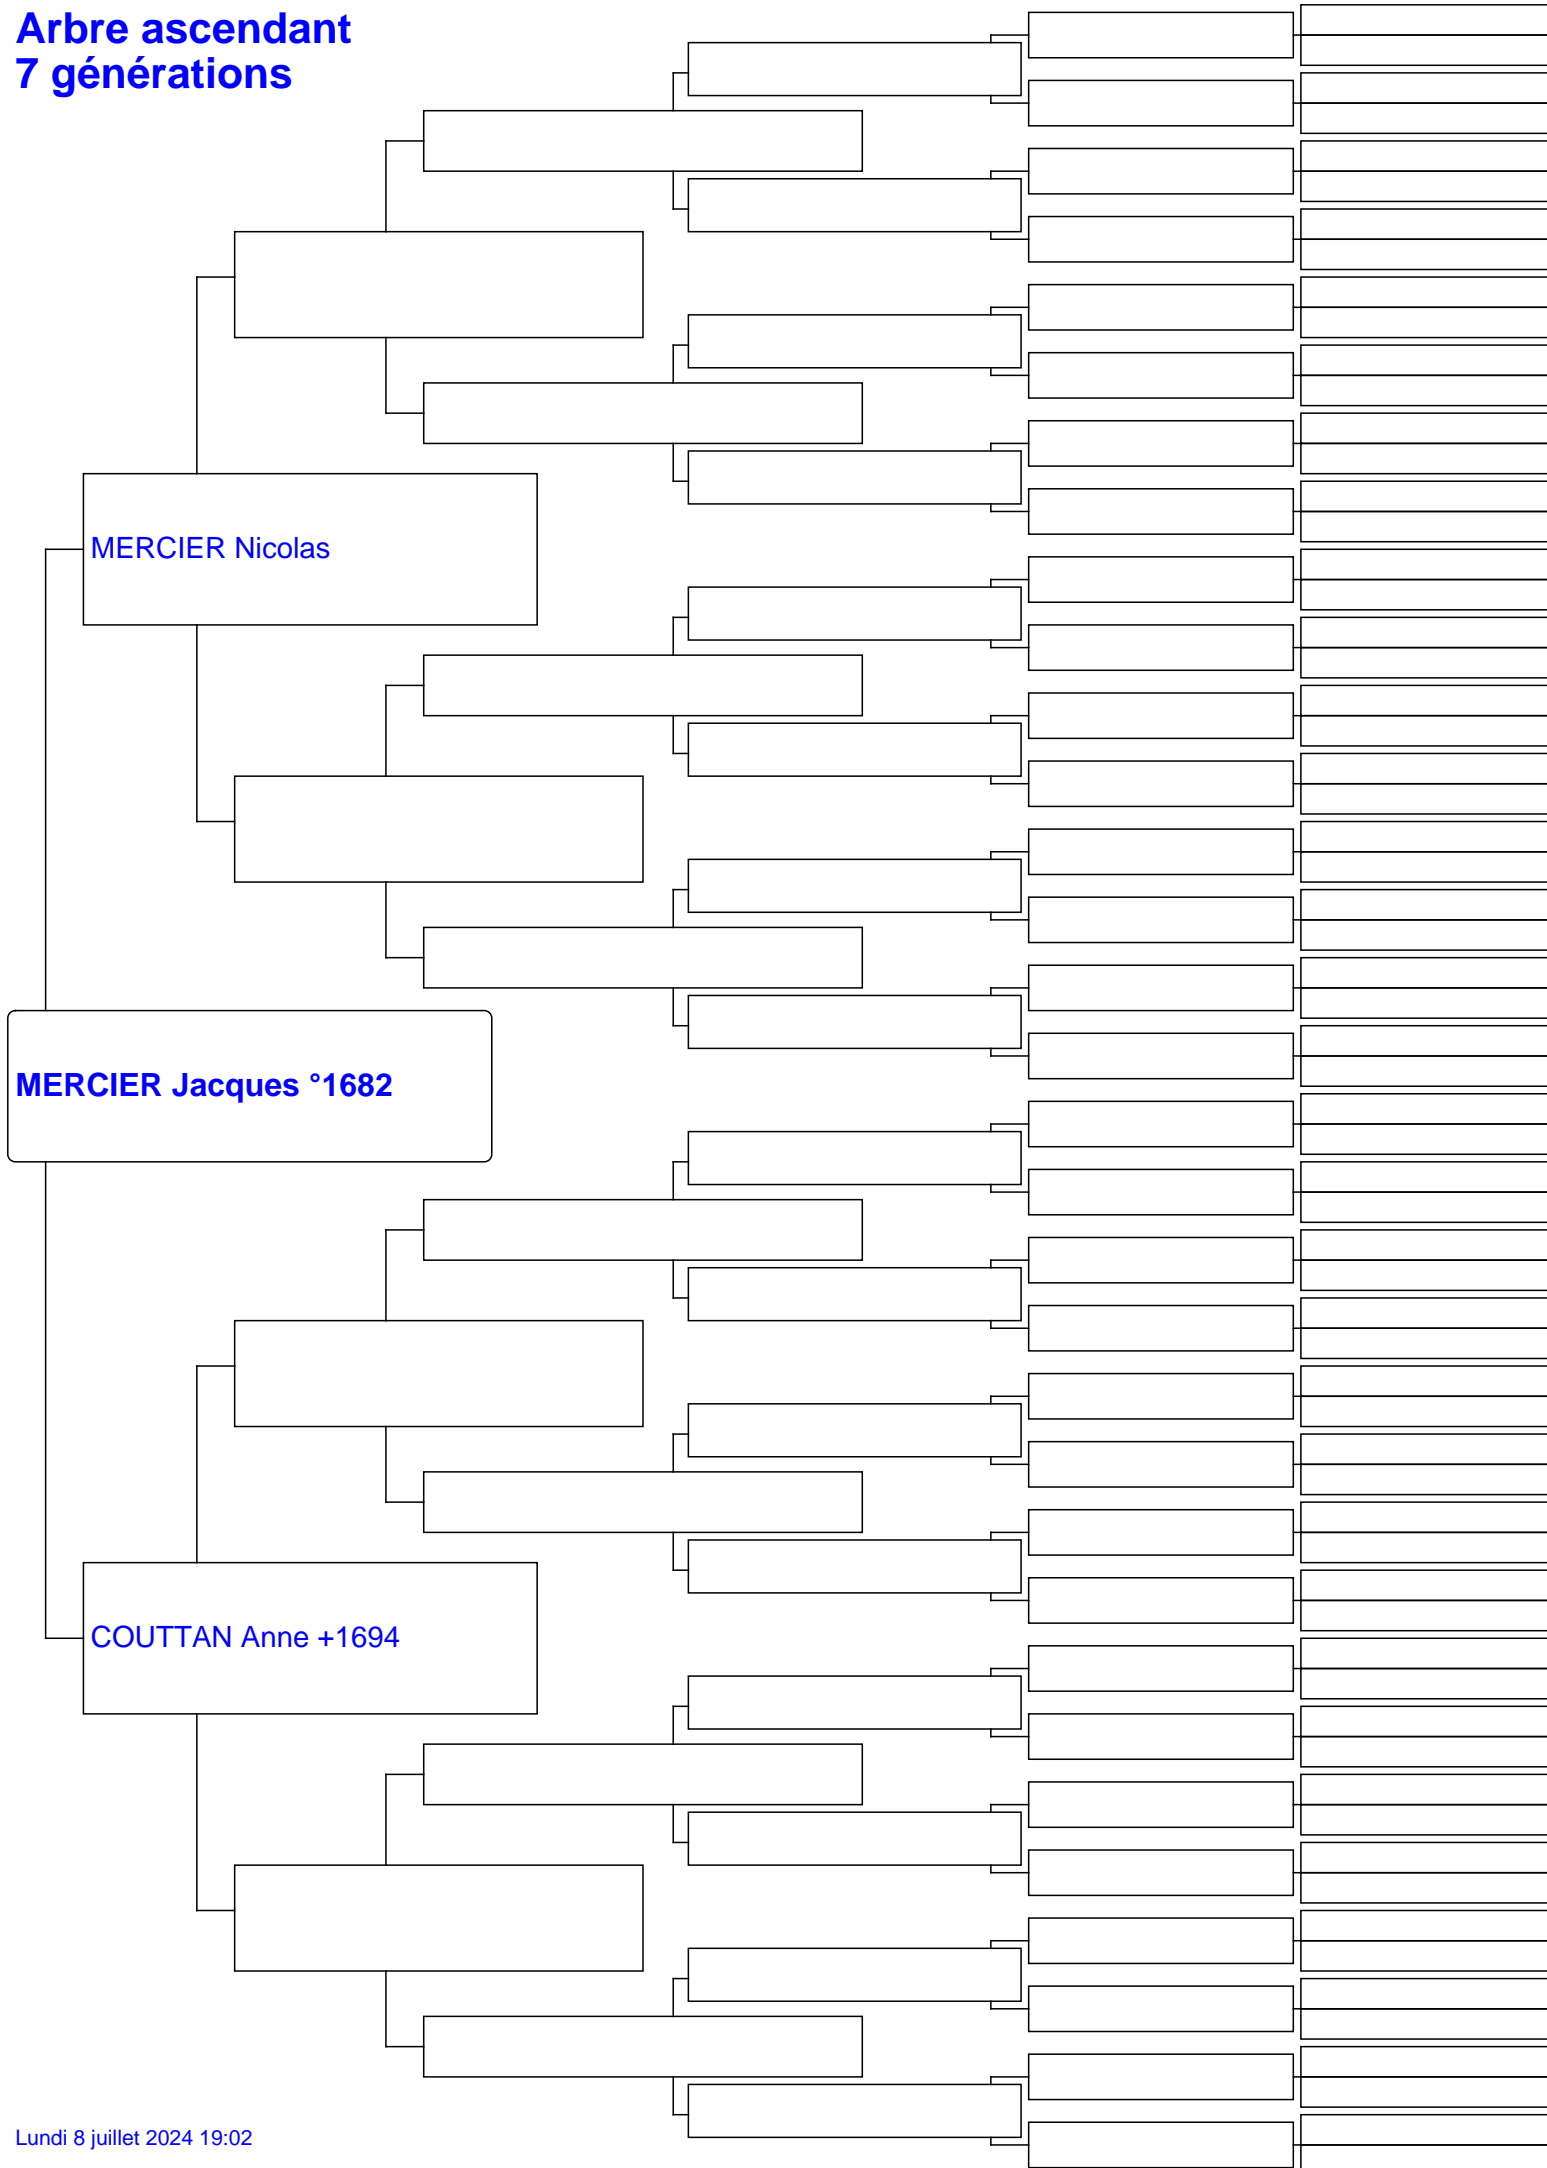 Arbre ascendant
7 générations
MERCIER Nicolas
MERCIER Jacques °1682
COUTTAN Anne +1694
Lundi 8 juillet 2024 19:02